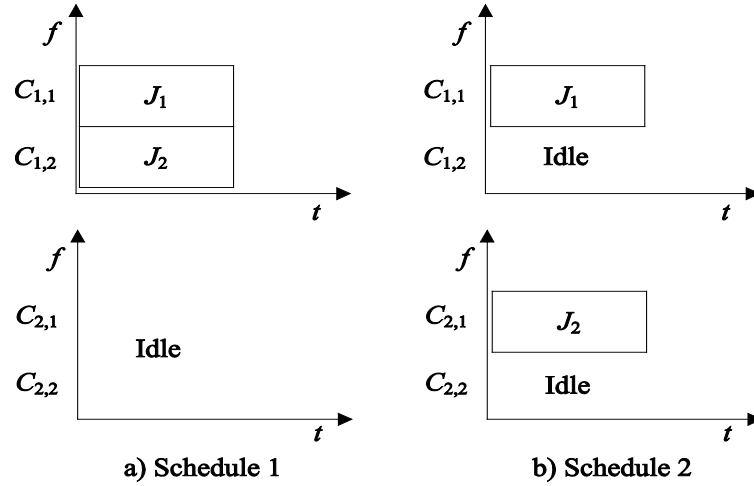 f
C1,1
J1
C1,2
J2
t
f
C2,1
Idle
C2,2
t
a) Schedule 1
f
C1,1
J1
C1,2
Idle
t
f
C2,1
J2
C2,2
Idle
t
b) Schedule 2